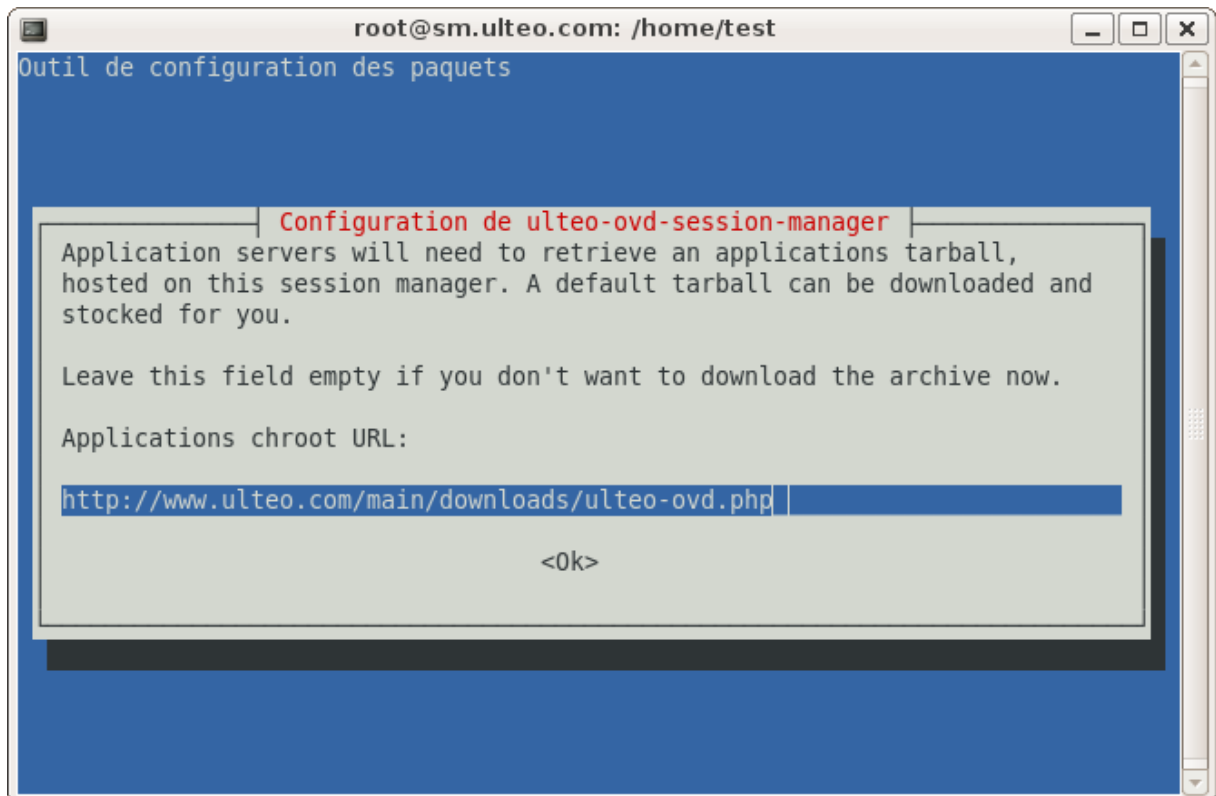 root@sm.ulteo.com: /home/test
Outil de configuration des paquets
Configuration de ulteo-ovd-session-manager
Application servers will need to retrieve an applications tarball,
hosted on this session manager. A default tarball can be downloaded and
stocked for you.
Leave this field empty if you don't want to download the archive now.
Applications chroot URL:
http://www.ulteo.com/main/downloads/ulteo-ovd.php
<Ok>